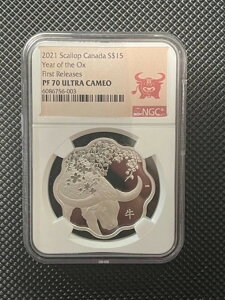 2021 Scallop Canada S$15
Year of the Ox
First Releases
PF 70 ULTRA CAMEO
6086756-003
NGC
牛